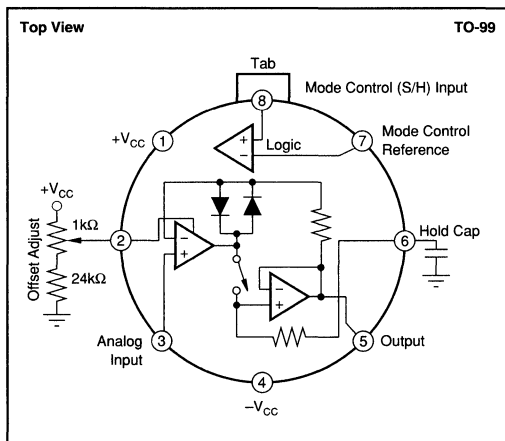 Top View
TO-99
Tab
Mode Control (S/H) Input
8
+VCC
1
+
−
Logic
7
Mode Control
Reference
+VCC
1kΩ
Offset Adjust
24kΩ
2
−
+
6
Hold Cap
−
+
Analog
Input
3
5
Output
4
−VCC